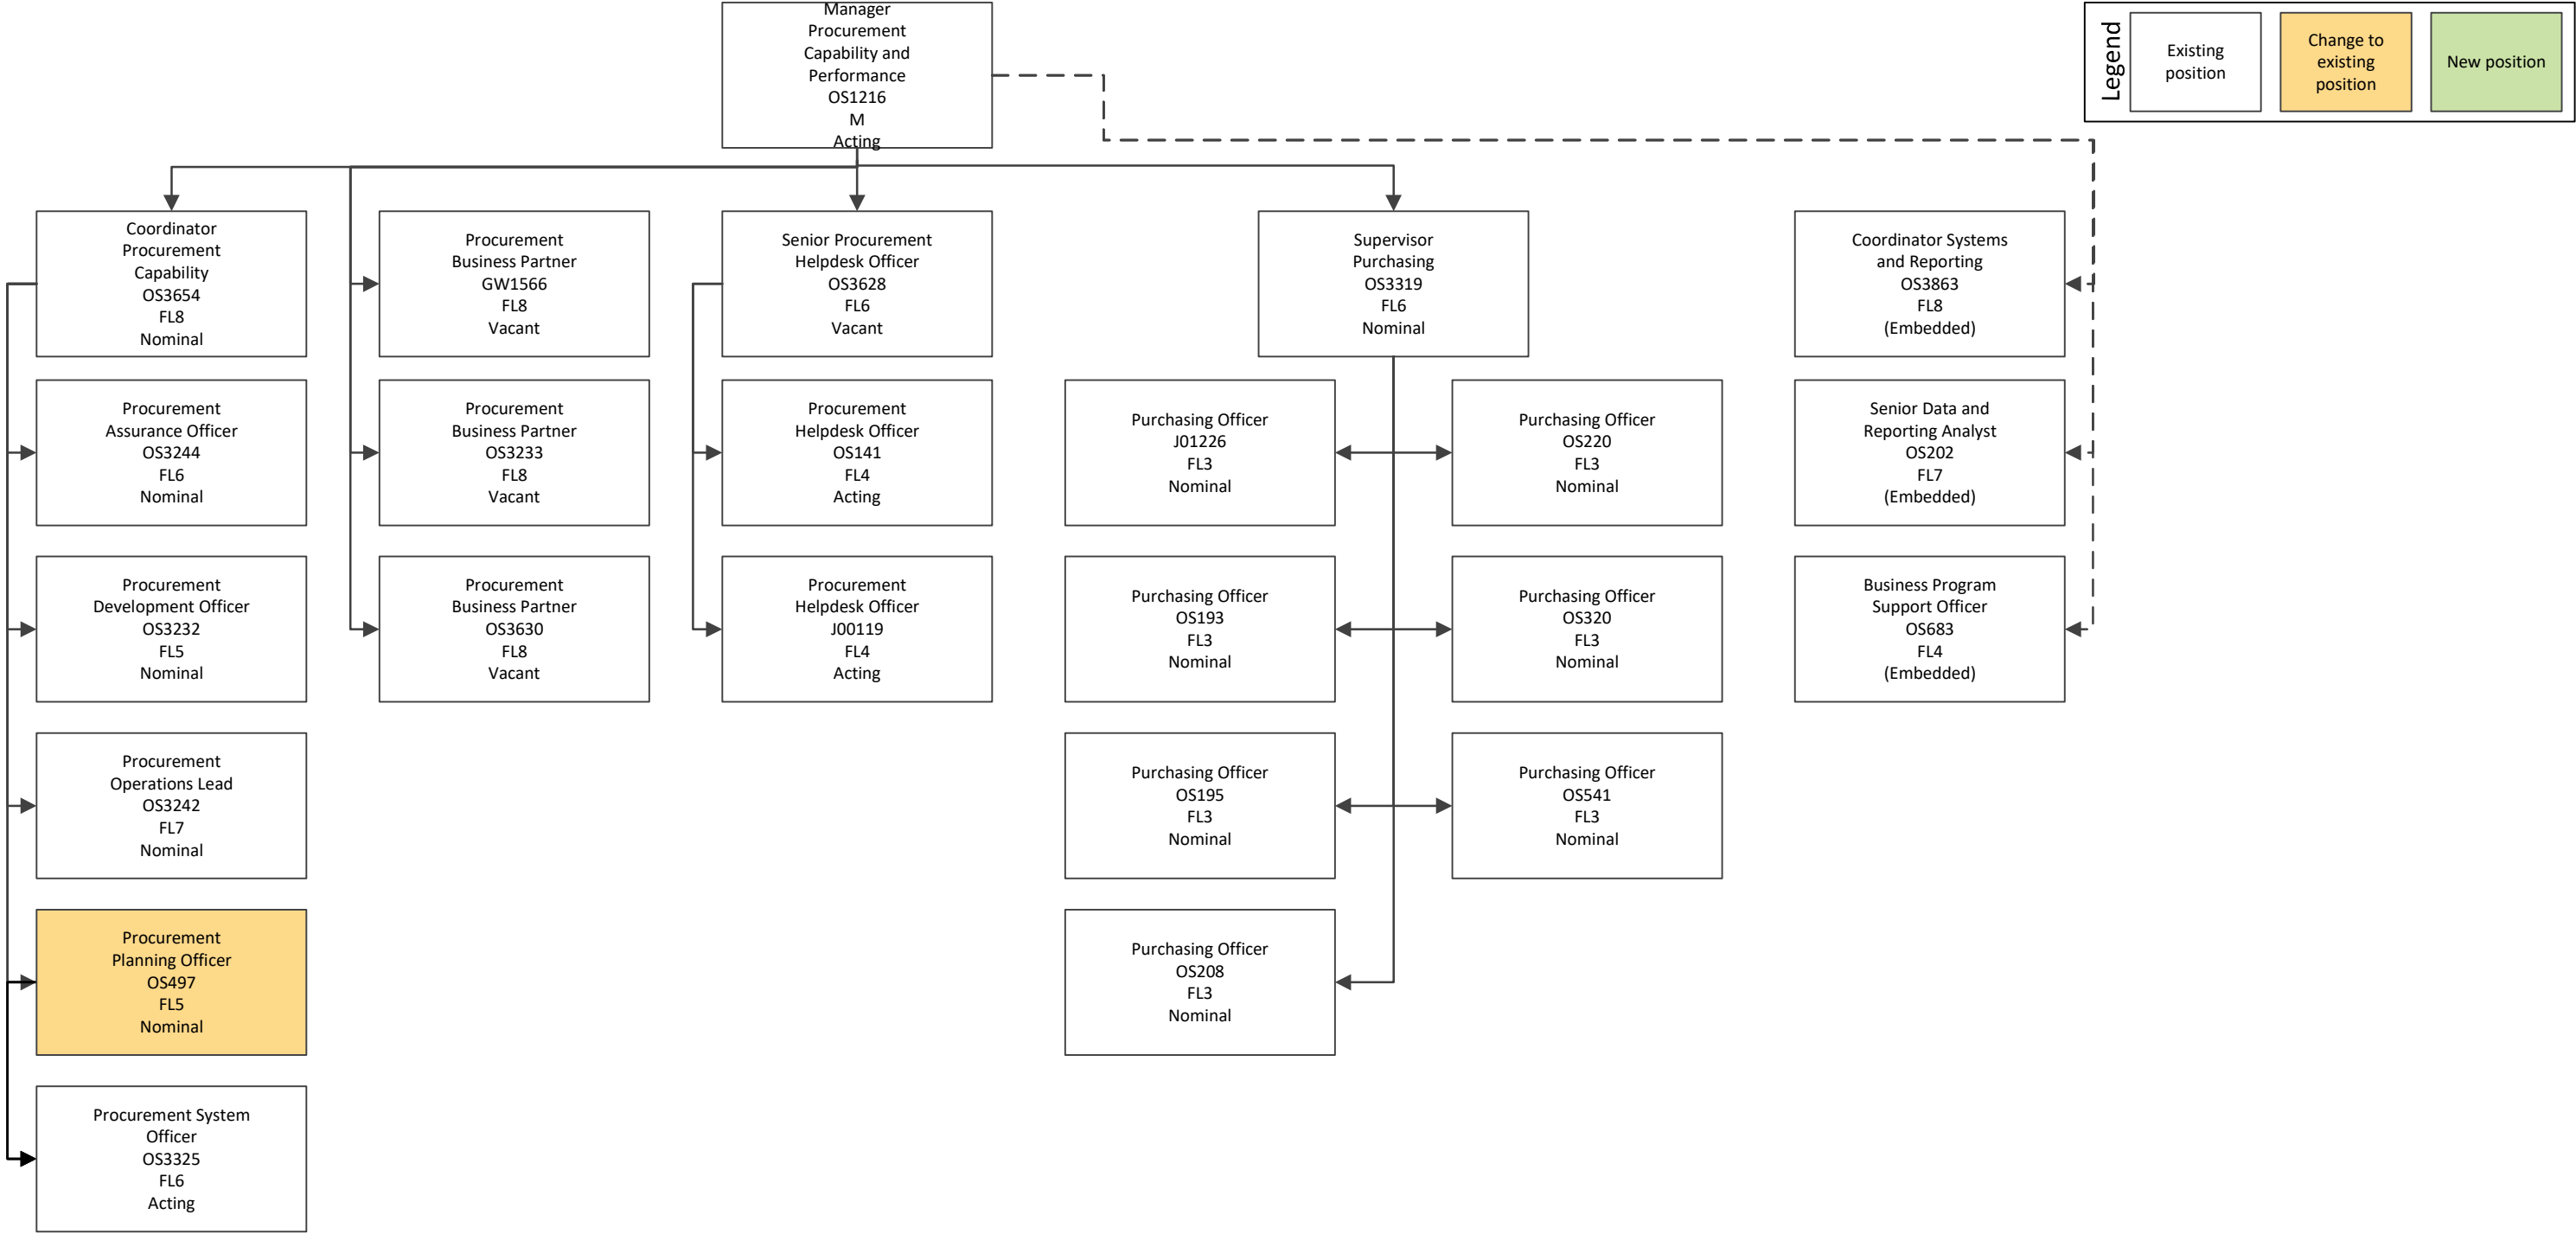 Manager
Procurement
Capability and
Performance
OS1216
M
Acting
Legend
Existing
position
Change to
existing
position
New position
Coordinator
Procurement
Capability
OS3654
FL8
Nominal
Procurement
Business Partner
GW1566
FL8
Vacant
Senior Procurement
Helpdesk Officer
OS3628
FL6
Vacant
Supervisor
Purchasing
OS3319
FL6
Nominal
Coordinator Systems
and Reporting
OS3863
FL8
(Embedded)
Procurement
Assurance Officer
OS3244
FL6
Nominal
Procurement
Business Partner
OS3233
FL8
Vacant
Procurement
Helpdesk Officer
OS141
FL4
Acting
Purchasing Officer
J01226
FL3
Nominal
Purchasing Officer
OS220
FL3
Nominal
Senior Data and
Reporting Analyst
OS202
FL7
(Embedded)
Procurement
Development Officer
OS3232
FL5
Nominal
Procurement
Business Partner
OS3630
FL8
Vacant
Procurement
Helpdesk Officer
J00119
FL4
Acting
Purchasing Officer
OS193
FL3
Nominal
Purchasing Officer
OS320
FL3
Nominal
Business Program
Support Officer
OS683
FL4
(Embedded)
Procurement
Operations Lead
OS3242
FL7
Nominal
Purchasing Officer
OS195
FL3
Nominal
Purchasing Officer
OS541
FL3
Nominal
Procurement
Planning Officer
OS497
FL5
Nominal
Purchasing Officer
OS208
FL3
Nominal
Procurement System
Officer
OS3325
FL6
Acting